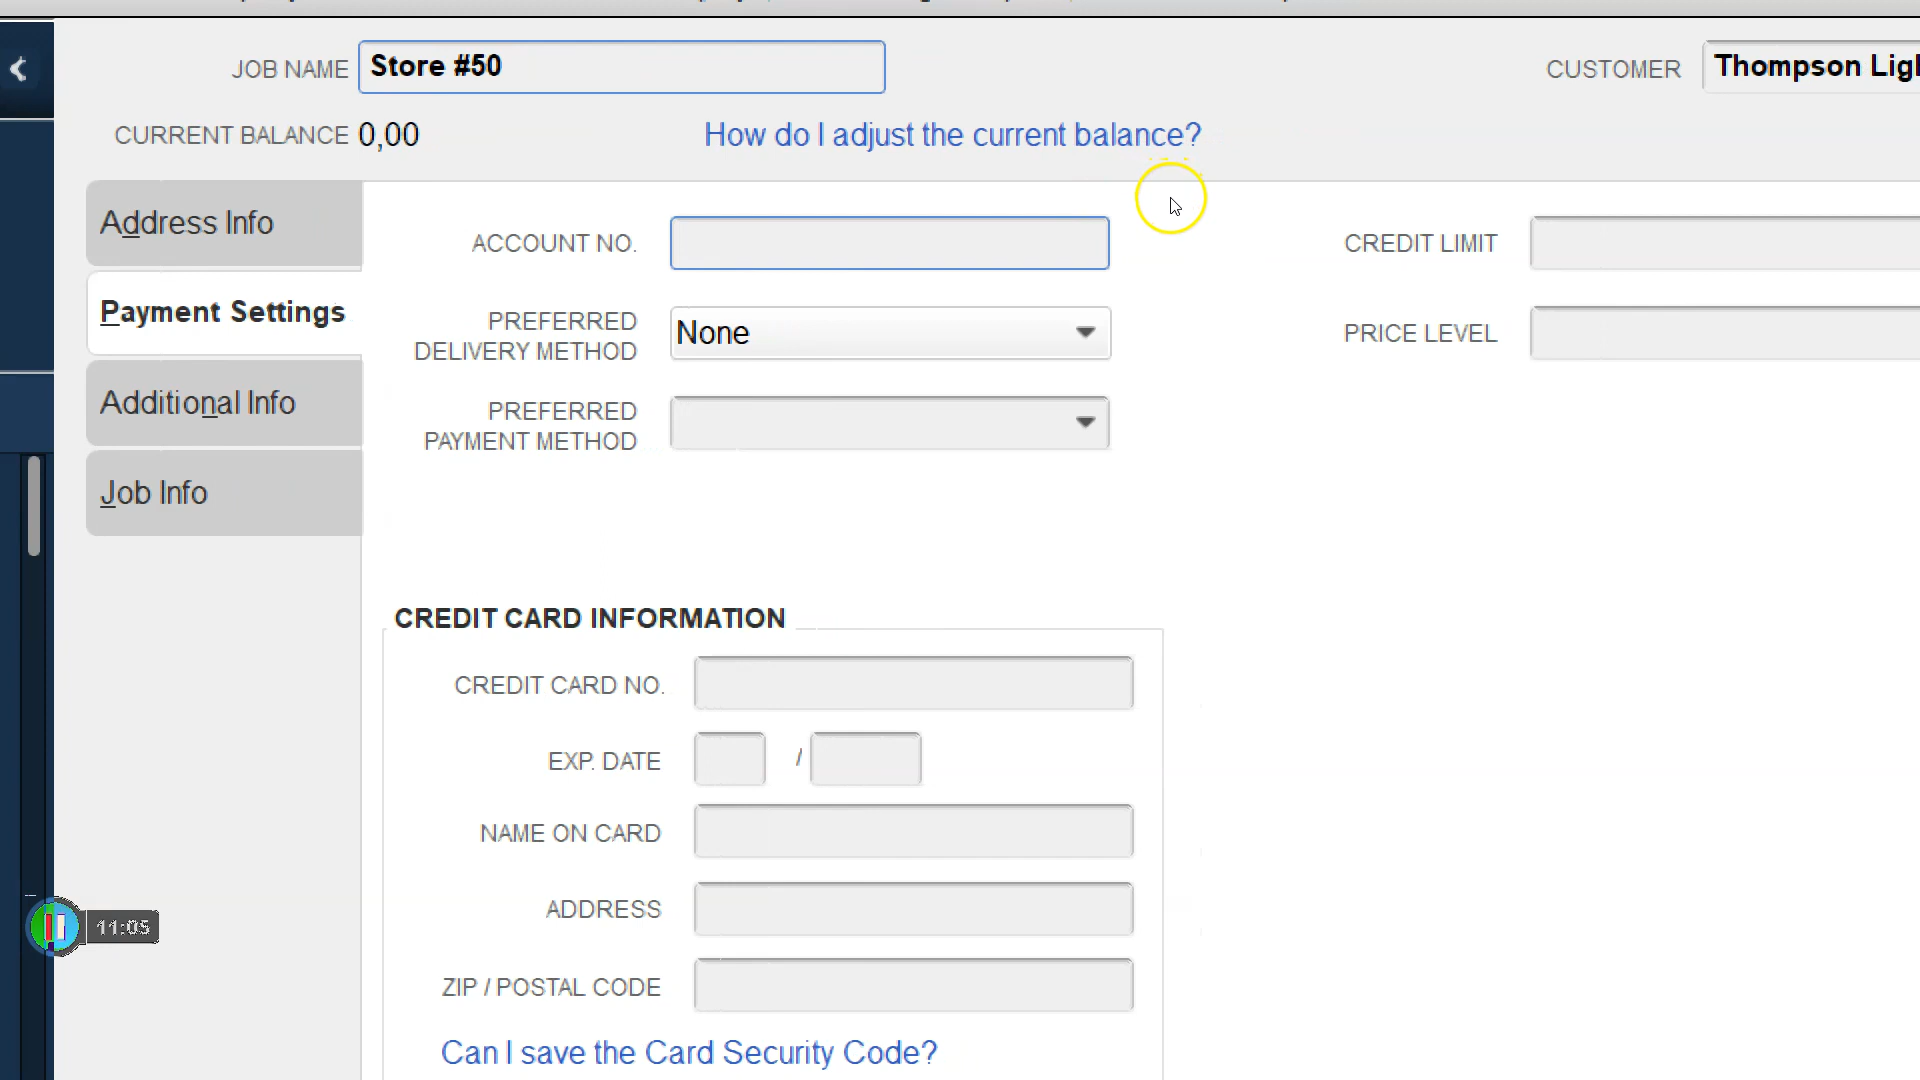 JOB NAME Store #50 CUSTOMER Thompson
CURRENT BALANCE 0,00 How do I adjust the current balance?
Address Info
Payment Settings
Additional Info
Job Info
ACCOUNT NO. CREDIT LIMIT
PREFERRED
DELIVERY METHOD None PRICE LEVEL
PREFERRED
PAYMENT METHOD
CREDIT CARD INFORMATION
CREDIT CARD NO.
EXP. DATE /
NAME ON CARD
ADDRESS
ZIP / POSTAL CODE
Can I save the Card Security Code?
11:05